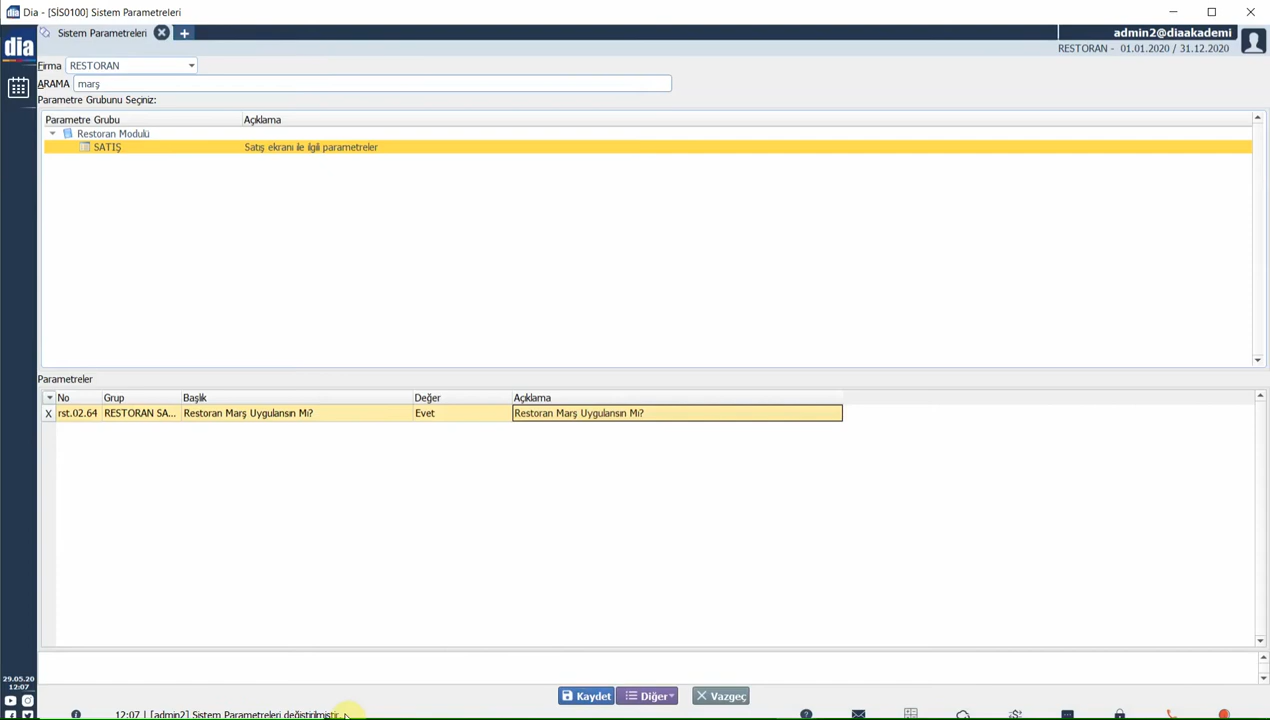 Dia - [SİS0100] Sistem Parametreleri
dia
Sistem Parametreleri
admin2@diaakademi
RESTORAN - 01.01.2020 / 31.12.2020
Firma RESTORAN
ARAMA marş
Parametre Grubunu Seçiniz:
Parametre Grubu Açıklama
Restoran Modülü
SATIŞ Satış ekranı ile ilgili parametreler
Parametreler
No Grup Başlık Değer Açıklama
X rst.02.64 RESTORAN SA... Restoran Marş Uygulansın Mı? Evet Restoran Marş Uygulansın Mı?
29.05.20
12:07
Kaydet Diğer Vazgeç
12:07 | [admin2] Sistem Parametreleri değiştirilmiştir.